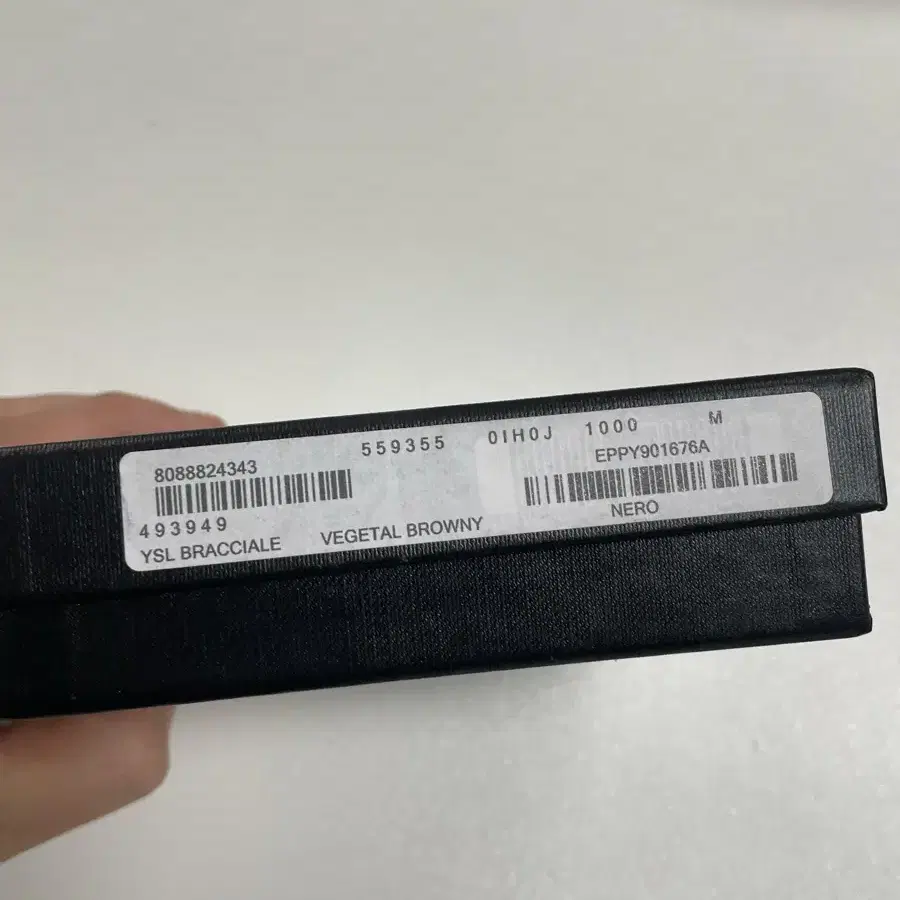 559355 0IH0J 1000 M
8088824343 EPPY901676A
493949
YSL BRACCIALE VEGETAL BROWNY NERO